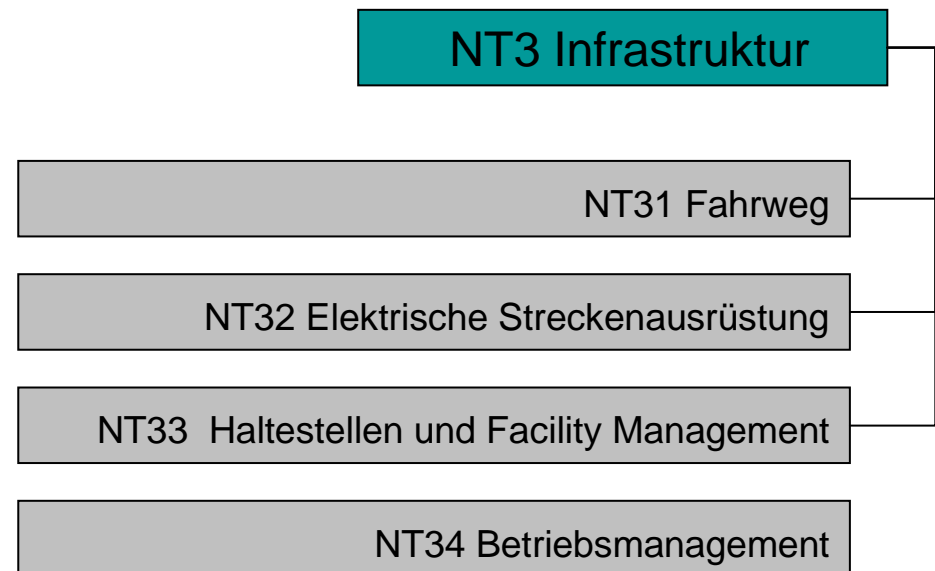 NT3 Infrastruktur
NT31 Fahrweg
NT32 Elektrische Streckenausrüstung
NT33 Haltestellen und Facility Management
NT34 Betriebsmanagement